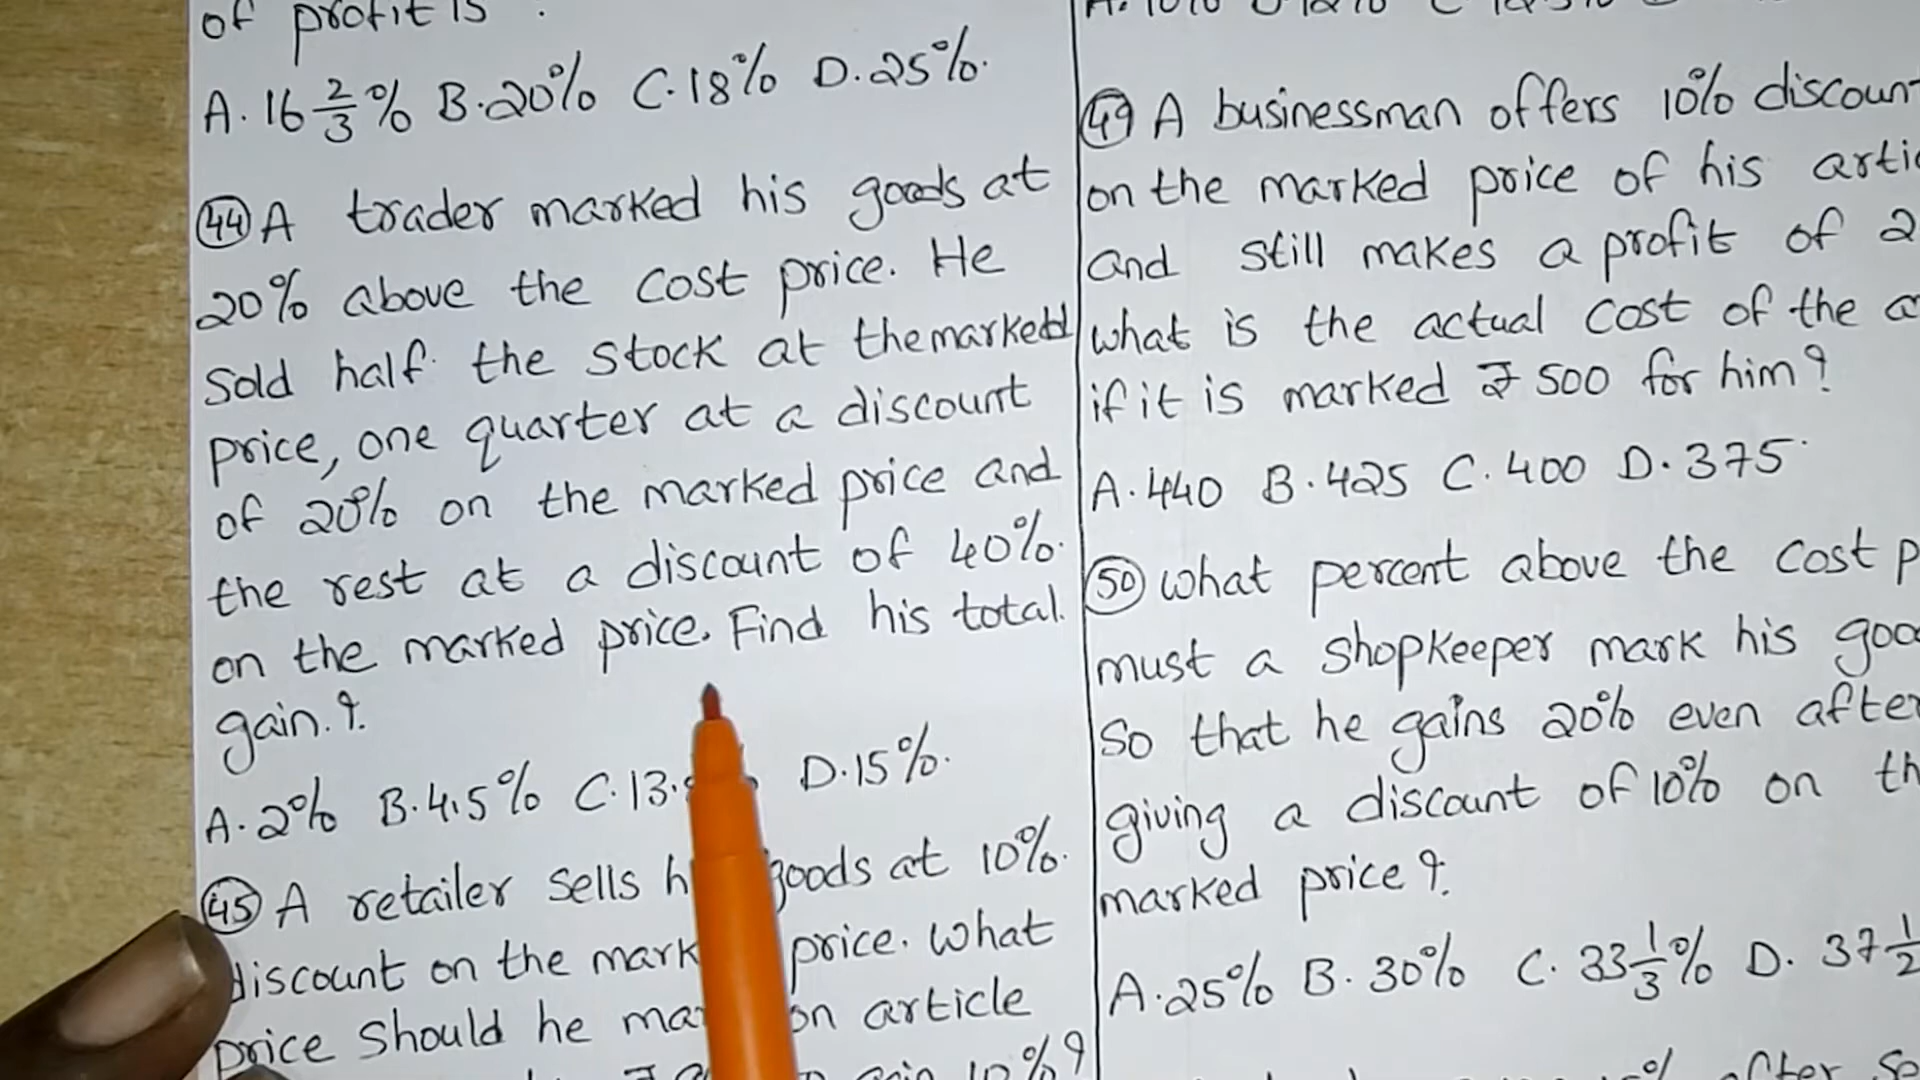 of profit is :
A. 16 2/3 % B. 20% C. 18% D. 25%.
44 A trader marked his goods at
20% above the cost price. He
sold half the stock at the marked
price, one quarter at a discount
of 20% on the marked price and
the rest at a discount of 40%.
on the marked price. Find his total.
gain. ?.
A. 2% B. 4.5% C. 13. D. 15%.
45 A retailer sells goods at 10%.
discount on the price. What
price should he on article
10% ?
49 A businessman offers 10%
on the marked price of his
and still makes a profit of
what is the actual cost of the
if it is marked ₹ 500 for him ?
A. 440 B. 425 C. 400 D. 375
50 What percent above the cost
must a shopkeeper mark his
so that he gains 20% even
giving a discount of 10% on
marked price ?.
A. 25% B. 30% C. 33 1/3 % D. 37 1/2